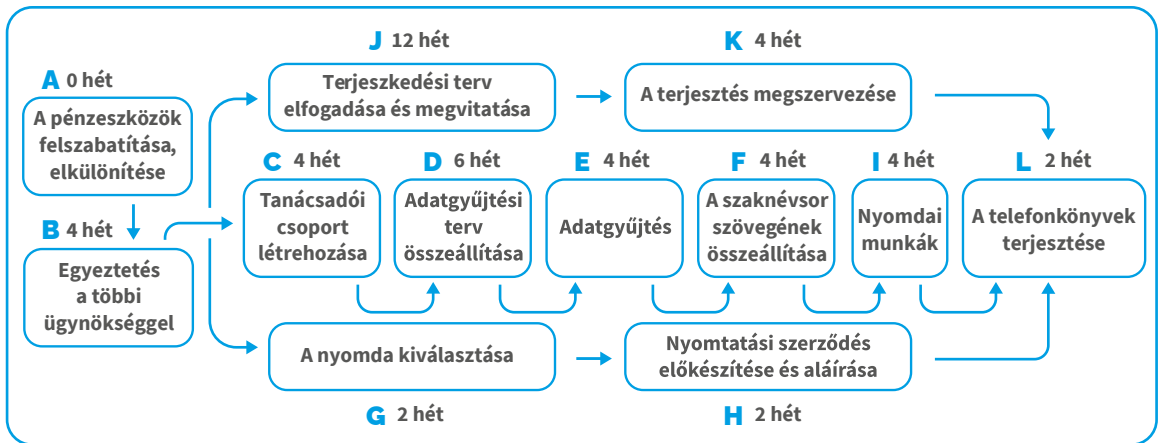 J 12 hét
Terjeszkedési terv
elfogadása és megvitatása
K 4 hét
A terjesztés megszervezése
A 0 hét
A pénzeszközök
felszabatítása,
elkülönítése
B 4 hét
Egyeztetés
a többi
ügynökséggel
C 4 hét
Tanácsadói
csoport
létrehozása
D 6 hét
Adatgyűjtési
terv
összeállítása
E 4 hét
Adatgyűjtés
F 4 hét
A szaknévsor
szövegének
összeállítása
I 4 hét
Nyomdai
munkák
L 2 hét
A telefonkönyvek
terjesztése
A nyomda kiválasztása
G 2 hét
Nyomtatási szerződés
előkészítése és aláírása
H 2 hét